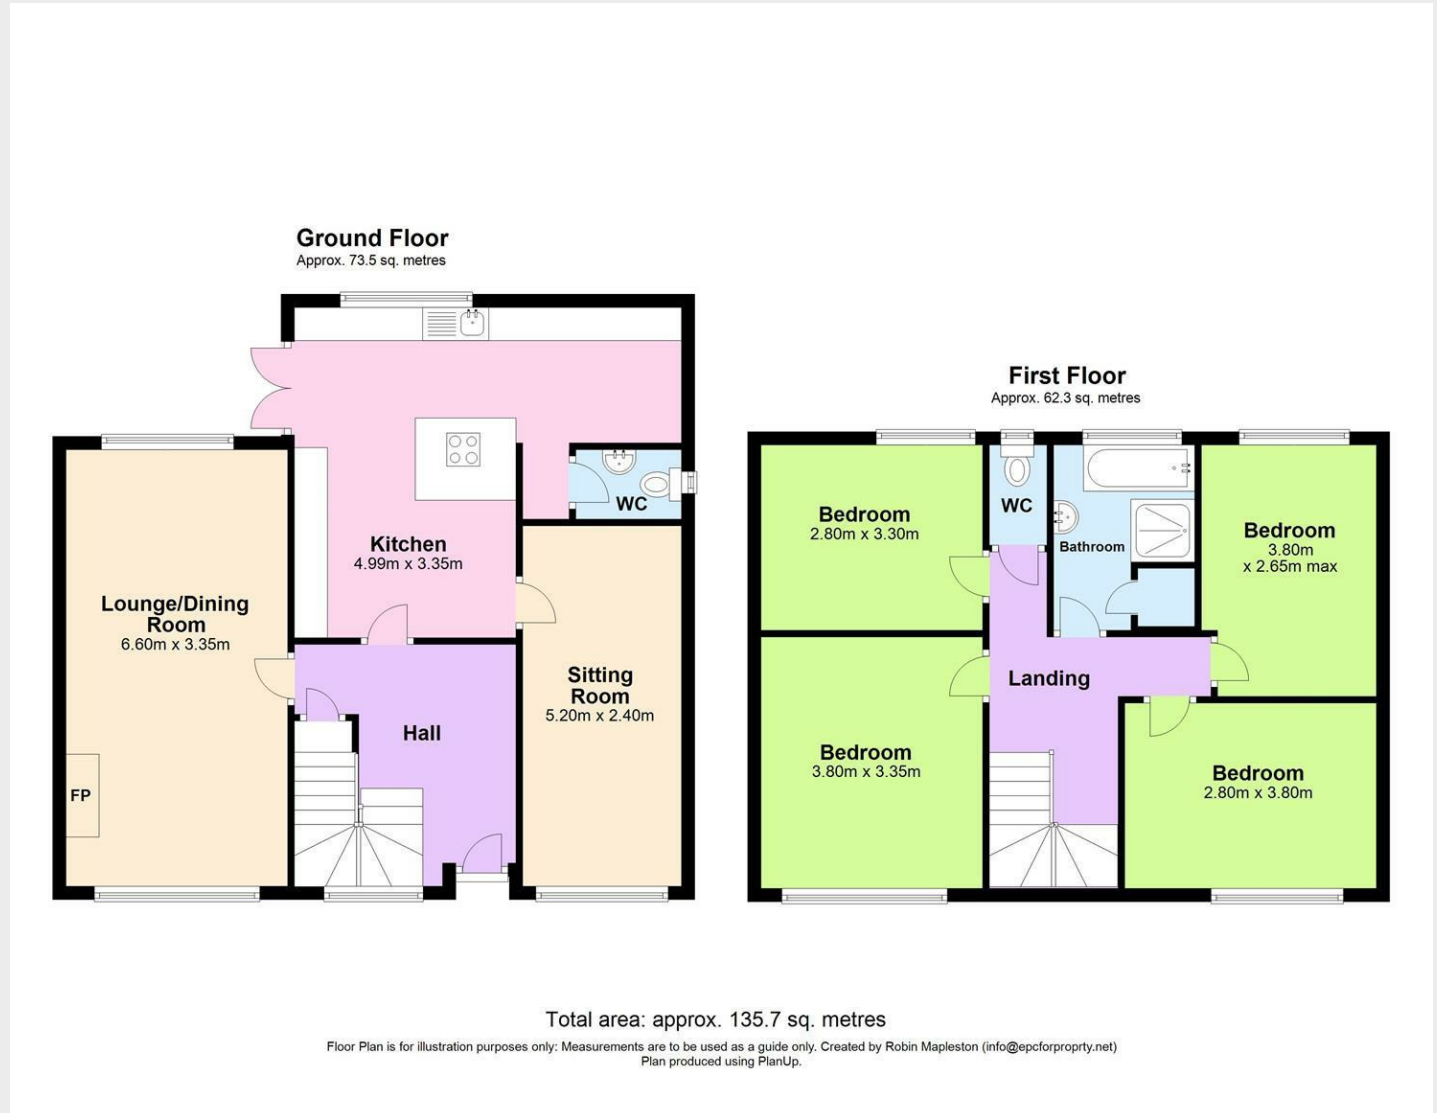 Ground Floor
Approx. 73.5 sq. metres
Kitchen
4.99m x 3.35m
WC
Lounge/Dining
Room
6.60m x 3.35m
FP
Hall
Sitting
Room
5.20m x 2.40m
First Floor
Approx. 62.3 sq. metres
Bedroom
2.80m x 3.30m
WC
Bathroom
Bedroom
3.80m
x 2.65m max
Landing
Bedroom
3.80m x 3.35m
Bedroom
2.80m x 3.80m
Total area: approx. 135.7 sq. metres
Floor Plan is for illustration purposes only: Measurements are to be used as a guide only. Created by Robin Mapleston (info@epcforproprty.net)
Plan produced using PlanUp.